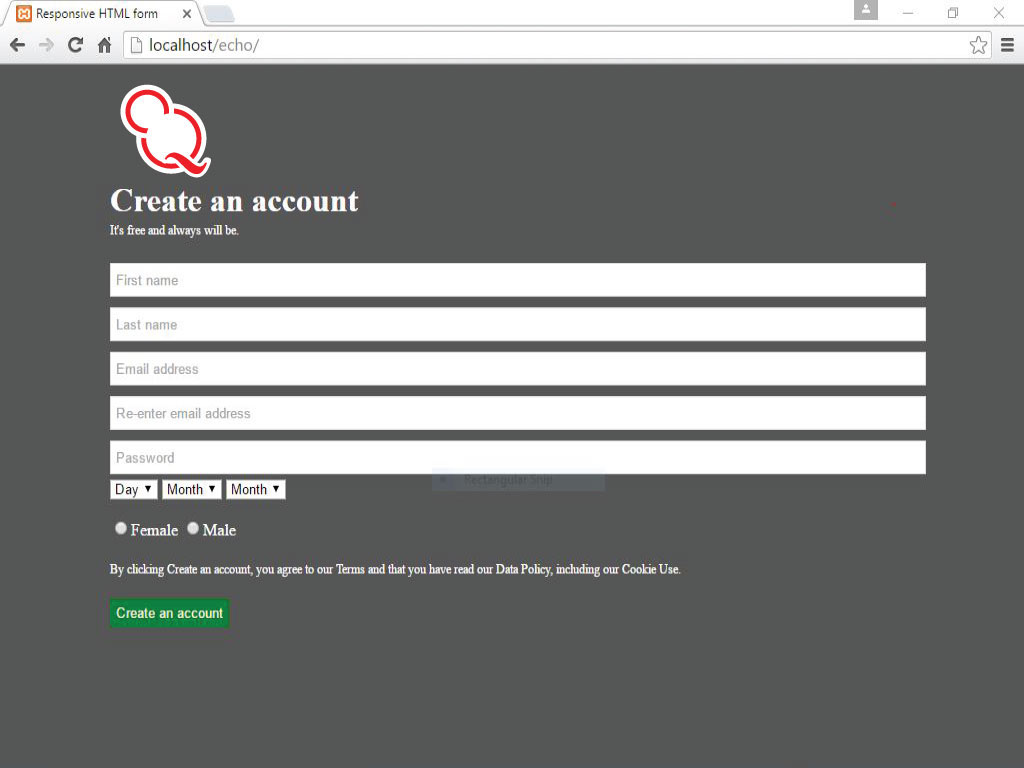 Responsive HTML form
localhost/echo/
Create an account
It's free and always will be.
First name
Last name
Email address
Re-enter email address
Password
Rectangular Snip
Day Month Month
Female Male
By clicking Create an account, you agree to our Terms and that you have read our Data Policy, including our Cookie Use.
Create an account